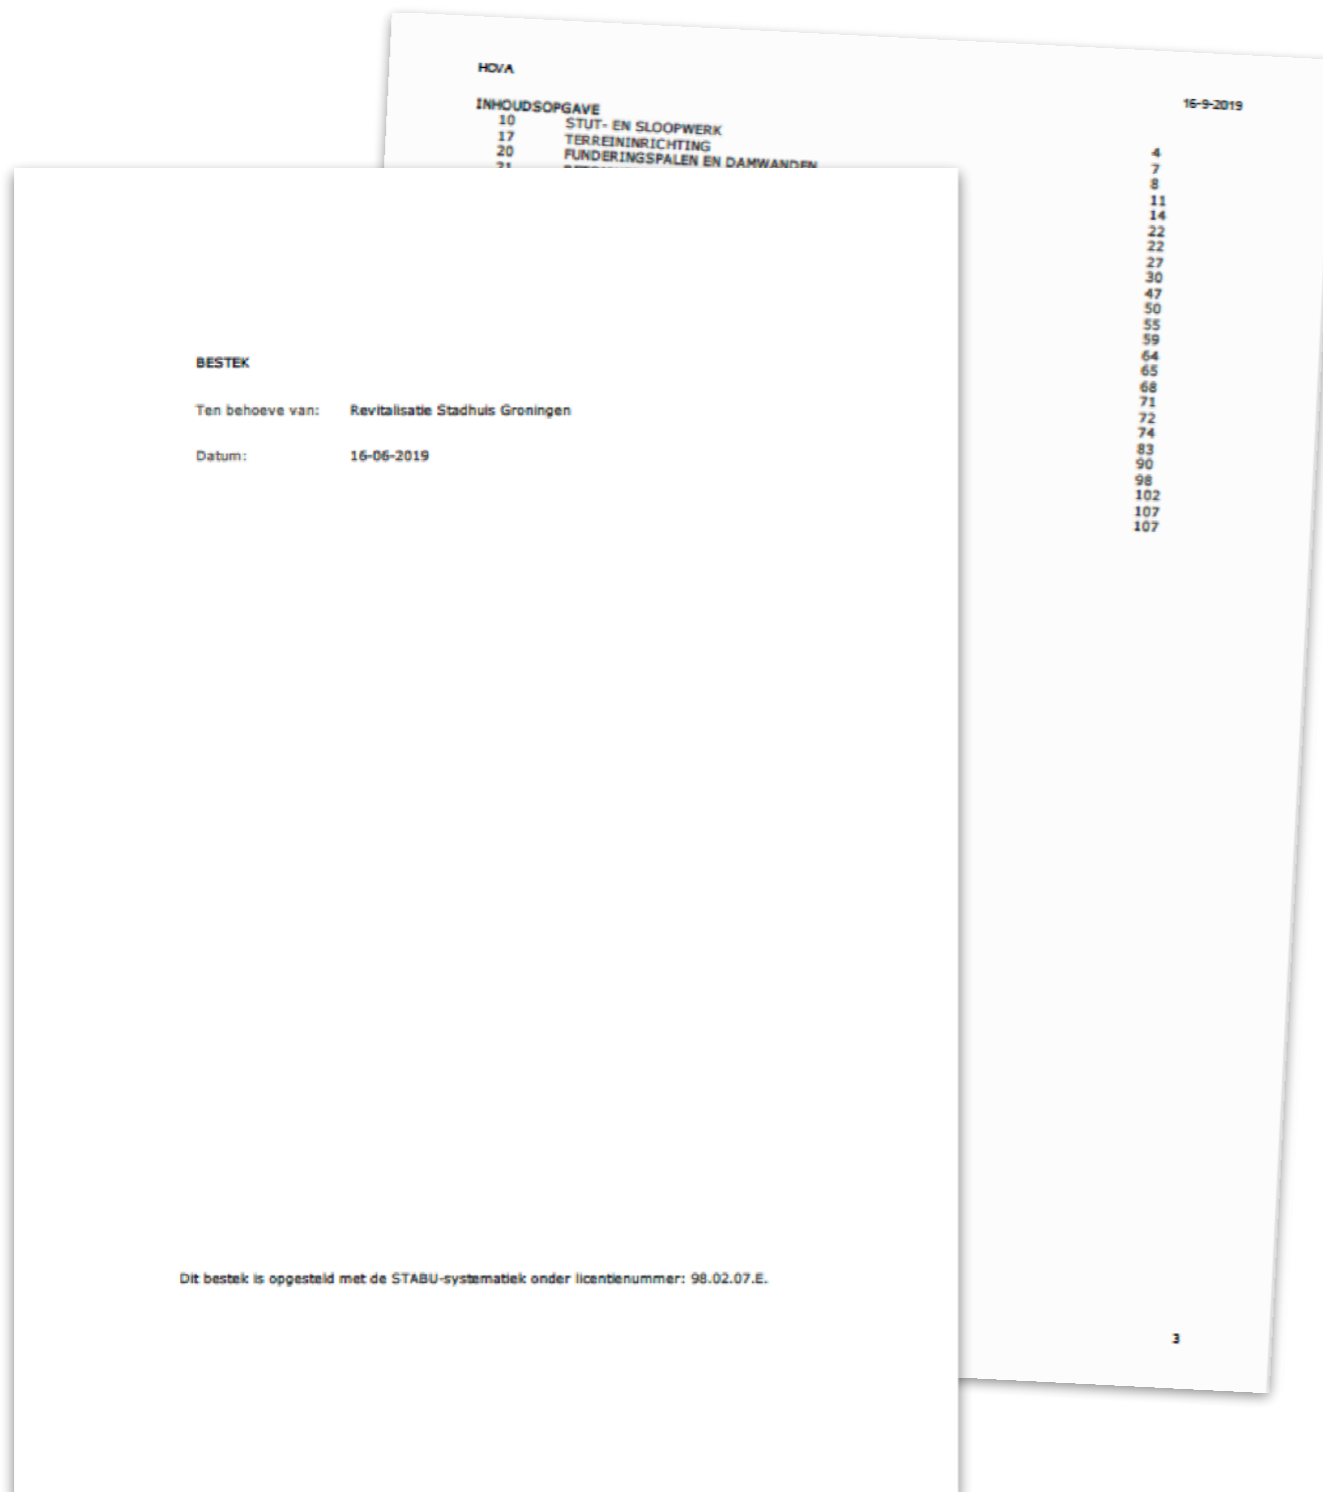 HOVA
16-9-2019
INHOUDSOPGAVE
10 STUT- EN SLOOPWERK 4
17 TERREININRICHTING 7
20 FUNDERINGSPALEN EN DAMWANDEN 8
21 11
14
22
22
27
30
47
50
55
59
64
65
68
71
72
74
83
90
98
102
107
107
3
BESTEK
Ten behoeve van: Revitalisatie Stadhuis Groningen
Datum: 16-06-2019
Dit bestek is opgesteld met de STABU-systematiek onder licentienummer: 98.02.07.E.